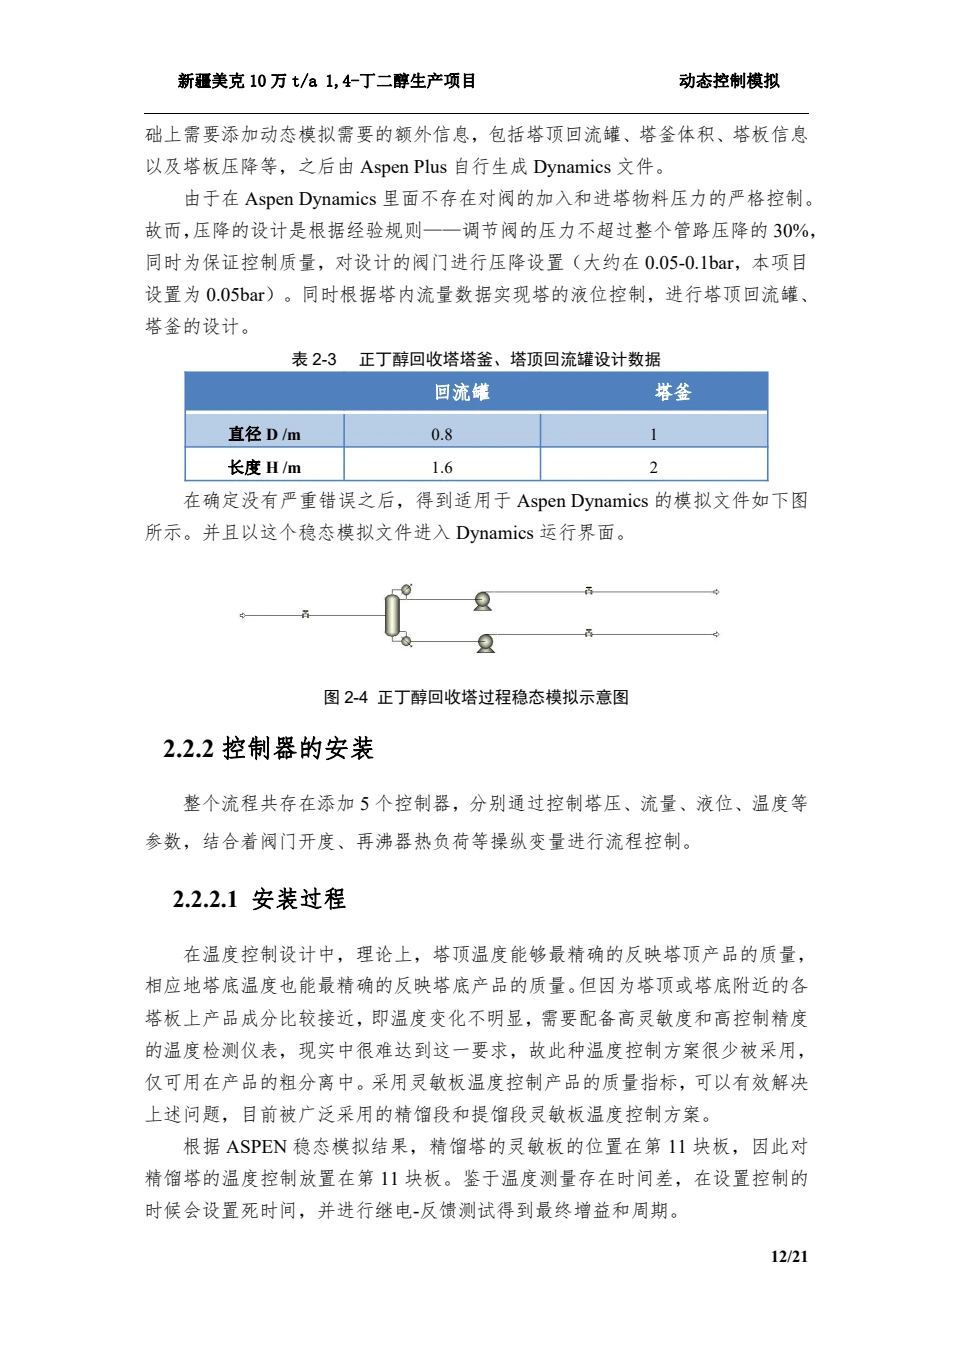 新疆美克 10 万 t/a 1,4-丁二醇生产项目 动态控制模拟
础上需要添加动态模拟需要的额外信息，包括塔顶回流罐、塔釜体积、塔板信息
以及塔板压降等，之后由 Aspen Plus 自行生成 Dynamics 文件。
由于在 Aspen Dynamics 里面不存在对阀的加入和进塔物料压力的严格控制。
故而，压降的设计是根据经验规则——调节阀的压力不超过整个管路压降的 30%，
同时为保证控制质量，对设计的阀门进行压降设置（大约在 0.05-0.1bar，本项目
设置为 0.05bar）。同时根据塔内流量数据实现塔的液位控制，进行塔顶回流罐、
塔釜的设计。
表 2-3 正丁醇回收塔塔釜、塔顶回流罐设计数据
回流罐 塔釜
直径 D /m 0.8 1
长度 H /m 1.6 2
在确定没有严重错误之后，得到适用于 Aspen Dynamics 的模拟文件如下图
所示。并且以这个稳态模拟文件进入 Dynamics 运行界面。
图 2-4 正丁醇回收塔过程稳态模拟示意图
2.2.2 控制器的安装
整个流程共存在添加 5 个控制器，分别通过控制塔压、流量、液位、温度等
参数，结合着阀门开度、再沸器热负荷等操纵变量进行流程控制。
2.2.2.1 安装过程
在温度控制设计中，理论上，塔顶温度能够最精确的反映塔顶产品的质量，
相应地塔底温度也能最精确的反映塔底产品的质量。但因为塔顶或塔底附近的各
塔板上产品成分比较接近，即温度变化不明显，需要配备高灵敏度和高控制精度
的温度检测仪表，现实中很难达到这一要求，故此种温度控制方案很少被采用，
仅可用在产品的粗分离中。采用灵敏板温度控制产品的质量指标，可以有效解决
上述问题，目前被广泛采用的精馏段和提馏段灵敏板温度控制方案。
根据 ASPEN 稳态模拟结果，精馏塔的灵敏板的位置在第 11 块板，因此对
精馏塔的温度控制放置在第 11 块板。鉴于温度测量存在时间差，在设置控制的
时候会设置死时间，并进行继电-反馈测试得到最终增益和周期。
12/21